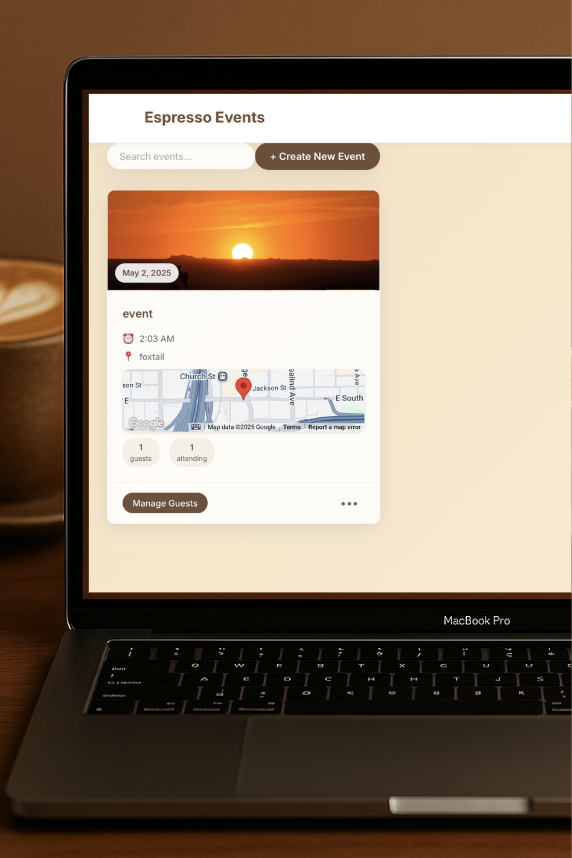 Espresso Events
Search events...
+ Create New Event
May 2, 2025
event
2:03 AM
foxtail
Church St
son St
Jackson St
E
E South
Ave
Google
Map data ©2025 Google
Terms
Report a map error
1
guests
1
attending
Manage Guests
MacBook Pro